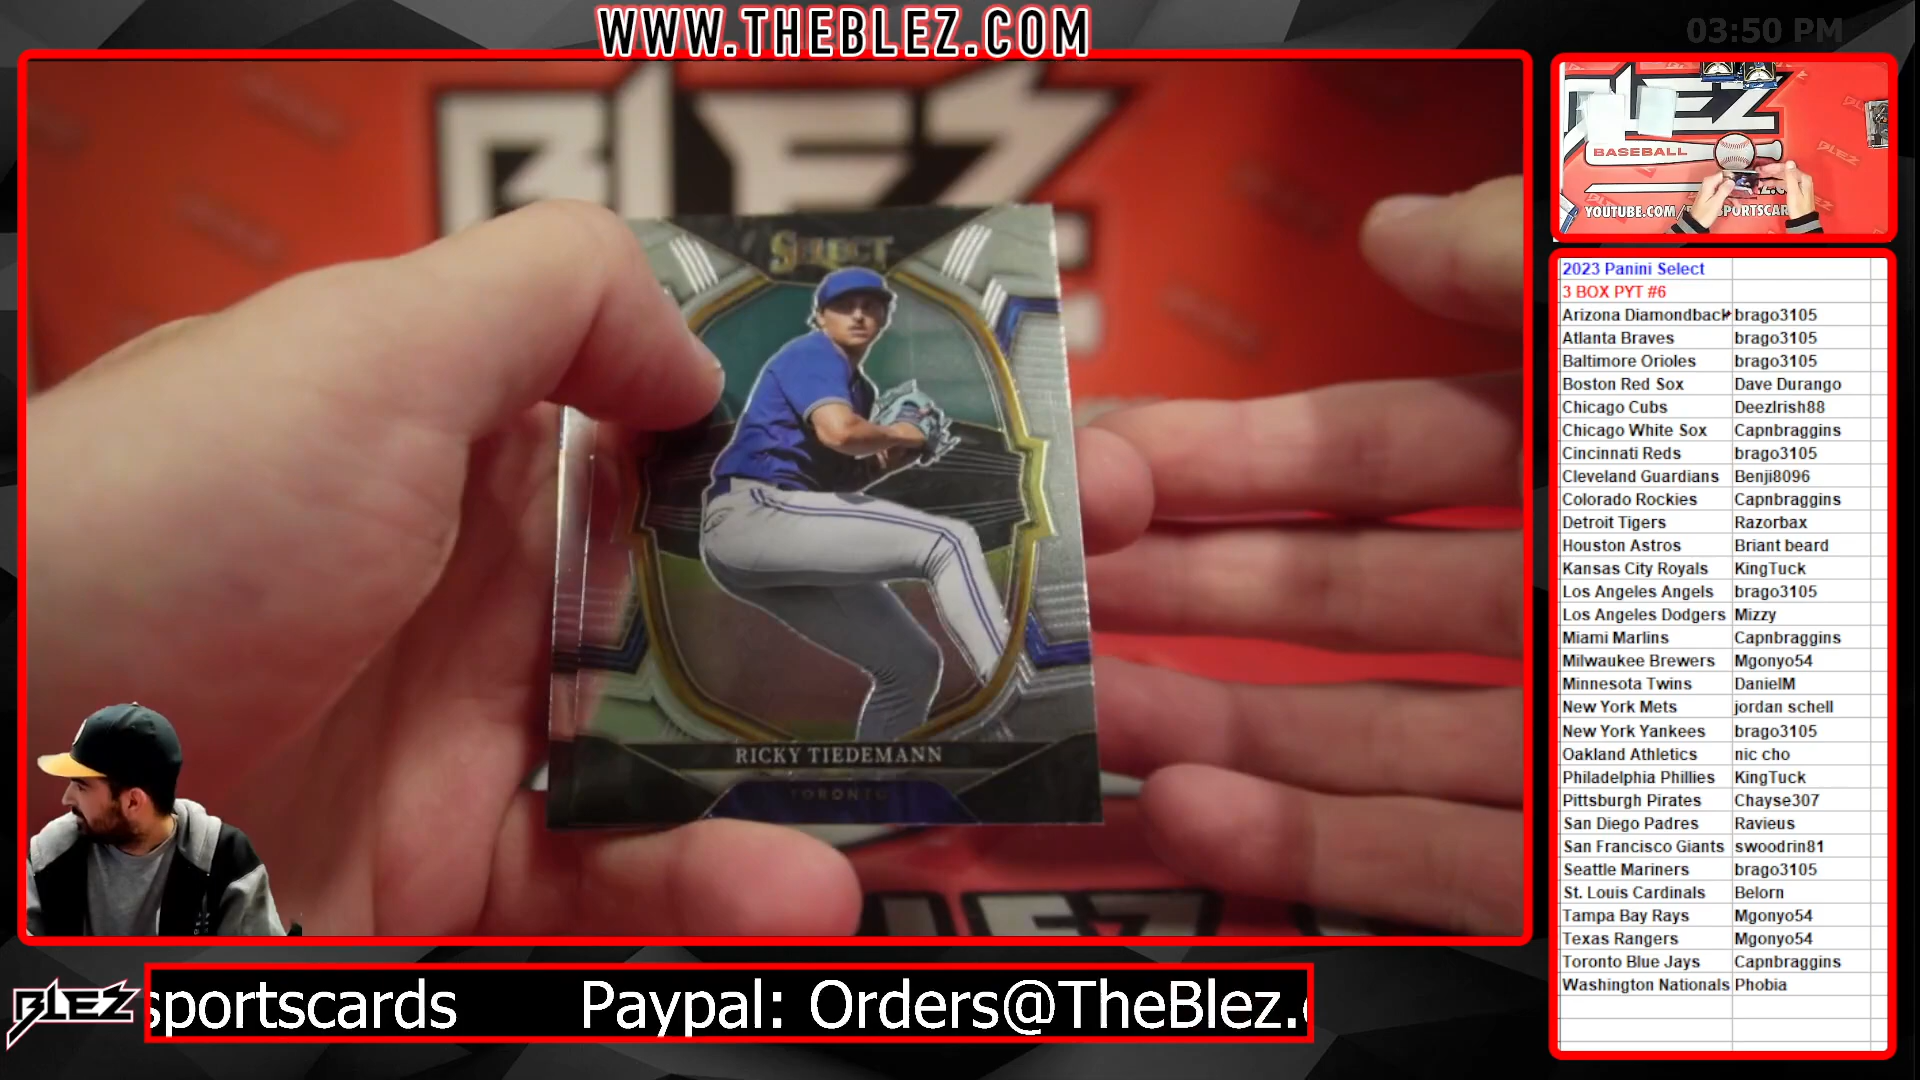 WWW.THEBLEZ.COM
03:50 PM
BLEZ
SELECT
RICKY TIEDEMANN
TORONTO
BLEZ
BASEBALL
BLEZ
YOUTUBE.COM/
2023 Panini Select
3 BOX PYT #6
Arizona Diamondback brago3105
Atlanta Braves brago3105
Baltimore Orioles brago3105
Boston Red Sox Dave Durango
Chicago Cubs DeezIrish88
Chicago White Sox Capnbraggins
Cincinnati Reds brago3105
Cleveland Guardians Benji8096
Colorado Rockies Capnbraggins
Detroit Tigers Razorbax
Houston Astros Briant beard
Kansas City Royals KingTuck
Los Angeles Angels brago3105
Los Angeles Dodgers Mizzy
Miami Marlins Capnbraggins
Milwaukee Brewers Mgonyo54
Minnesota Twins DanielM
New York Mets jordan schell
New York Yankees brago3105
Oakland Athletics nic cho
Philadelphia Phillies KingTuck
Pittsburgh Pirates Chayse307
San Diego Padres Ravieus
San Francisco Giants swoodrin81
Seattle Mariners brago3105
St. Louis Cardinals Belorn
Tampa Bay Rays Mgonyo54
Texas Rangers Mgonyo54
Toronto Blue Jays Capnbraggins
Washington Nationals Phobia
BLEZ
sportscards Paypal: Orders@TheBlez.